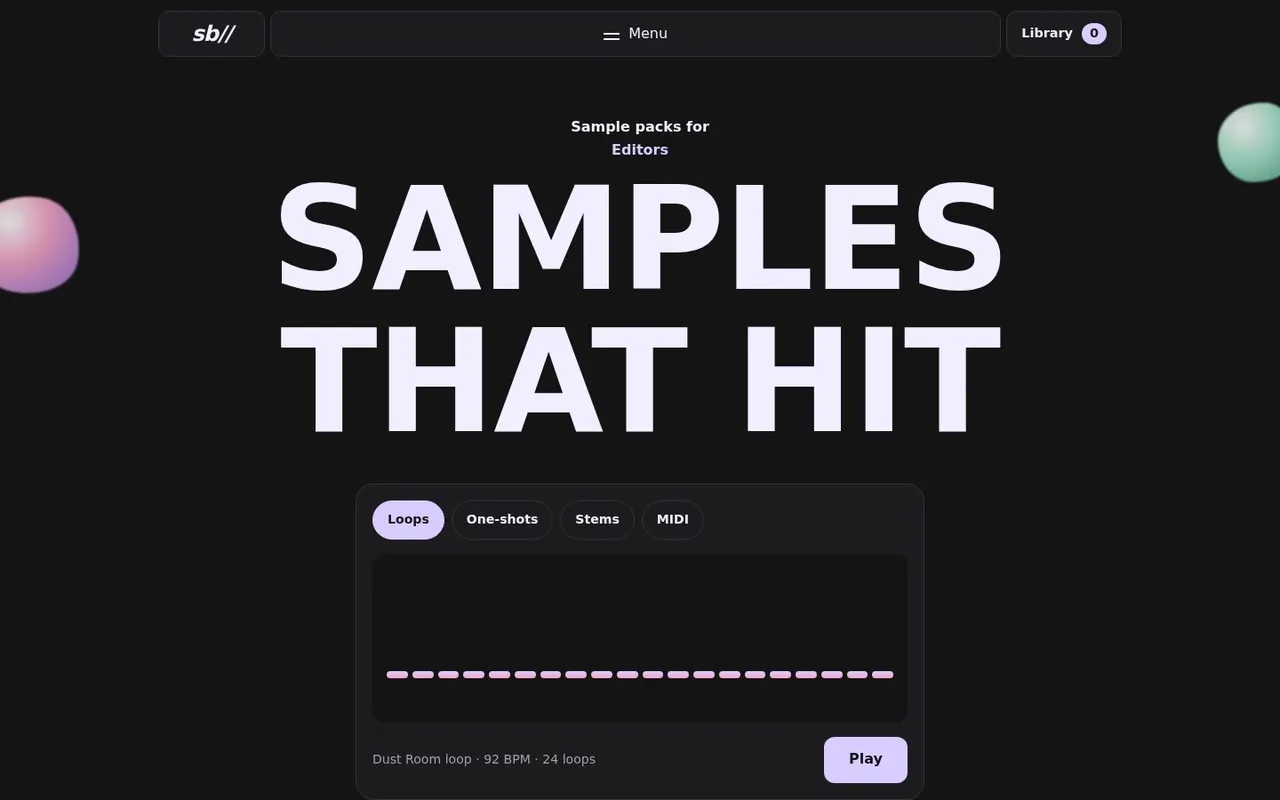 sb//
Menu
Library 0
Sample packs for
Editors
SAMPLES
THAT HIT
Loops One-shots Stems MIDI
Dust Room loop · 92 BPM · 24 loops
Play